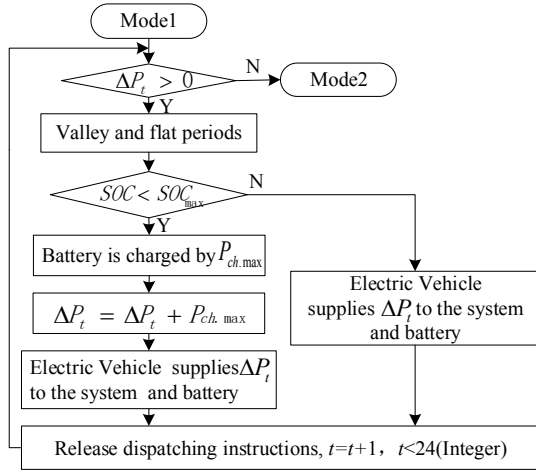 Mode1
ΔP_t > 0
N
Mode2
Y
Valley and flat periods
SOC < SOC_max
N
Y
Battery is charged by P_ch.max
ΔP_t = ΔP_t + P_ch.max
Electric Vehicle supplies ΔP_t
to the system and battery
Electric Vehicle
supplies ΔP_t to the system
and battery
Release dispatching instructions, t=t+1, t<24(Integer)